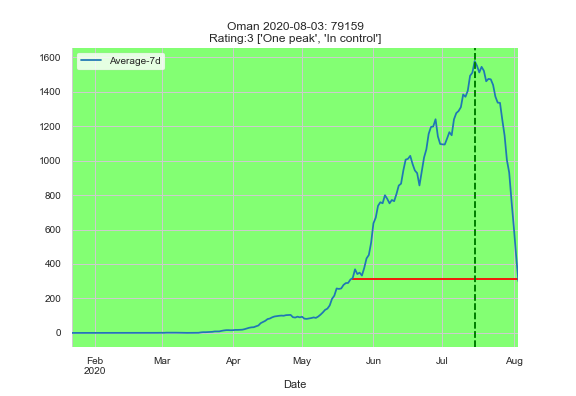 Oman 2020-08-03: 79159
Rating:3 ['One peak', 'In control']
Average-7d
1600
1400
1200
1000
800
600
400
200
0
Feb
2020
Mar
Apr
May
Jun
Jul
Aug
Date